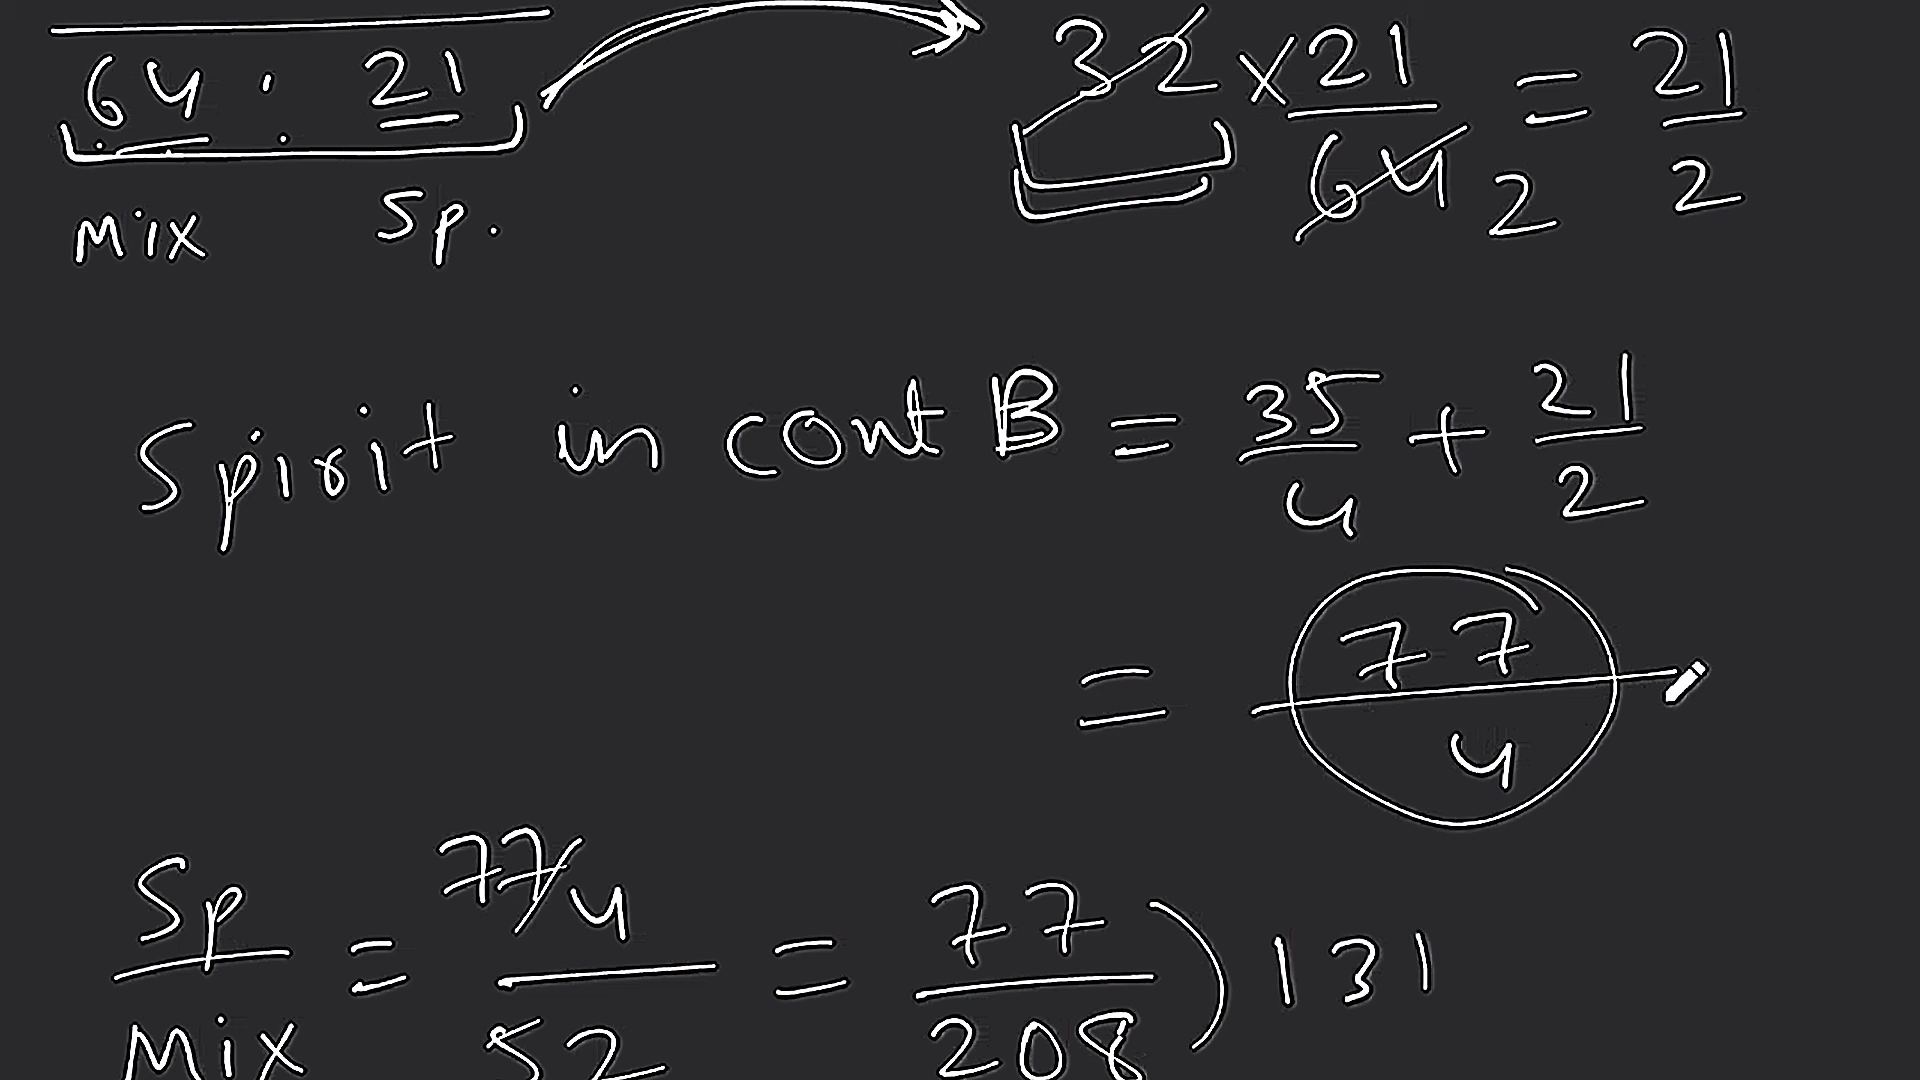 64 : 21
Mix Sp.
32 × 21/64 2 = 21/2
Spirit in cont B = 35/4 + 21/2
= 77/4
Sp/Mix = 77/4/52 = 77/208 ) 131